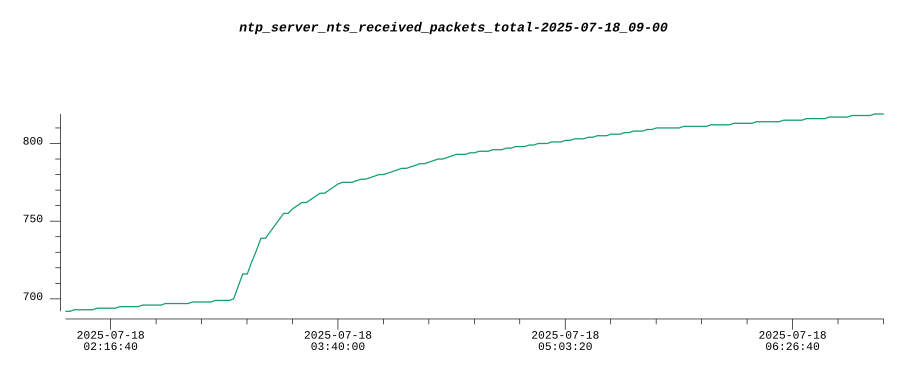 ntp_server_nts_received_packets_total-2025-07-18_09-00
800
750
700
2025-07-18 2025-07-18 2025-07-18 2025-07-18
02:16:40 03:40:00 05:03:20 06:26:40